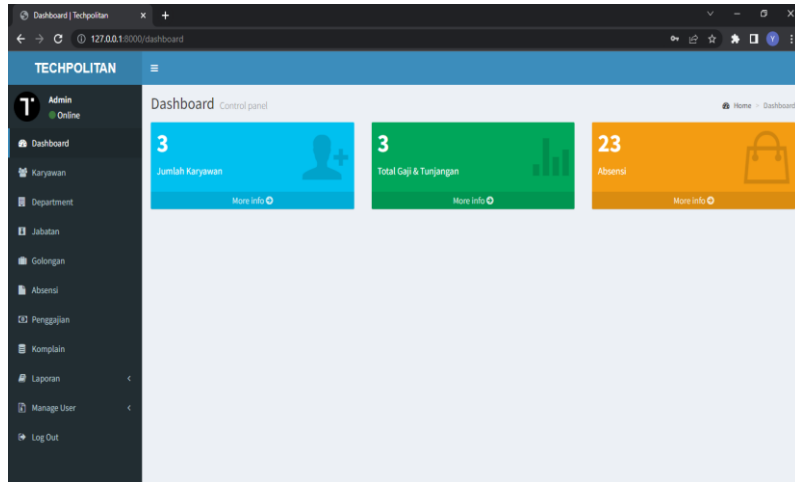 Dashboard | Techpolitan
127.0.0.1:8000/dashboard
Y
TECHPOLITAN
T
Admin
Online
Dashboard Control panel
Home > Dashboard
Dashboard
Karyawan
Department
Jabatan
Golongan
Absensi
Penggajian
Komplain
Laporan
Manage User
Log Out
3
Jumlah Karyawan
More info
3
Total Gaji & Tunjangan
More info
23
Absensi
More info